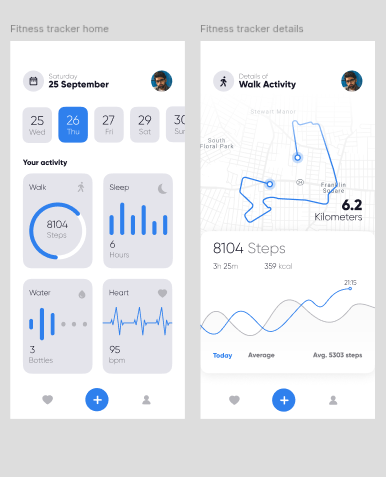 Fitness tracker home
Saturday
25 September
25
Wed
26
Thu
27
Fri
29
Sat
30
Sun
Your activity
Walk
8104
Steps
Sleep
6
Hours
Water
3
Bottles
Heart
95
bpm
Fitness tracker details
Details of
Walk Activity
Stewart Manor
South
Floral Park
Franklin
Square
6.2
Kilometers
8104 Steps
3h 25m
359 kcal
21:15
Today
Average
Avg. 5303 steps